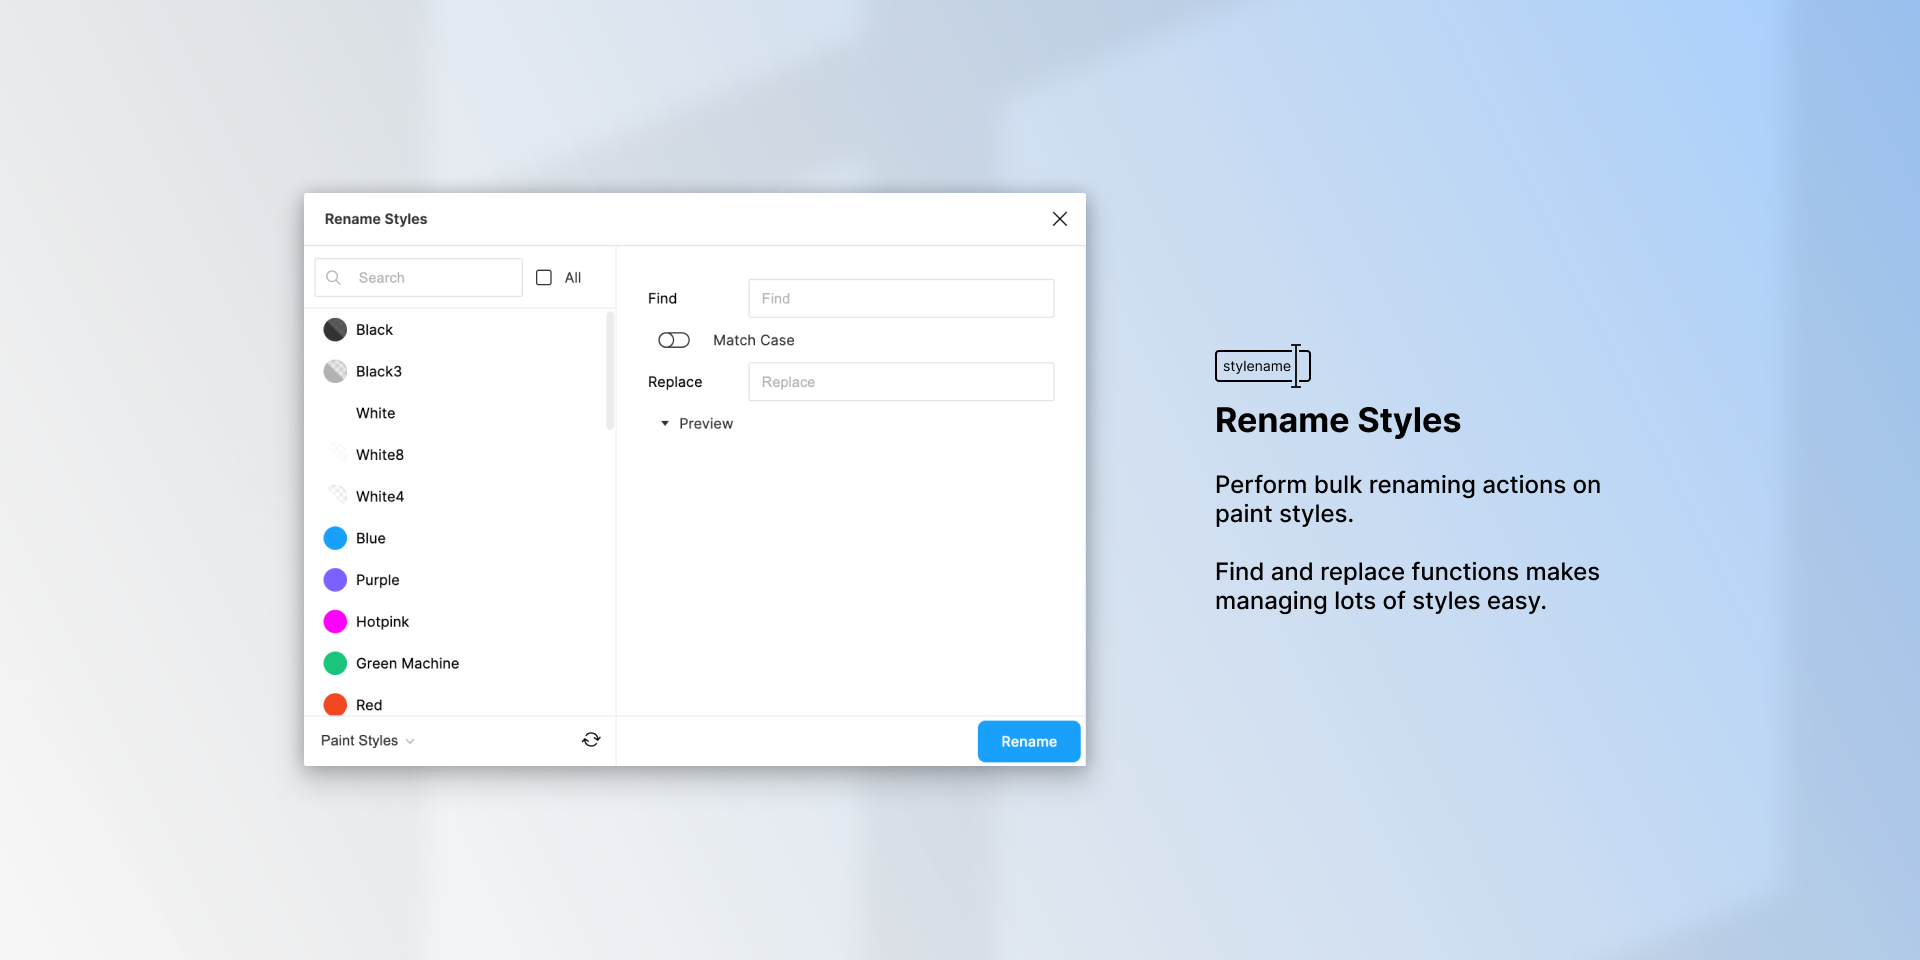 Rename Styles
Search
All
Black
Black3
White
White8
White4
Blue
Purple
Hotpink
Green Machine
Red
Paint Styles
Find
Find
Match Case
Replace
Replace
Preview
Rename
stylename
Rename Styles
Perform bulk renaming actions on
paint styles.
Find and replace functions makes
managing lots of styles easy.